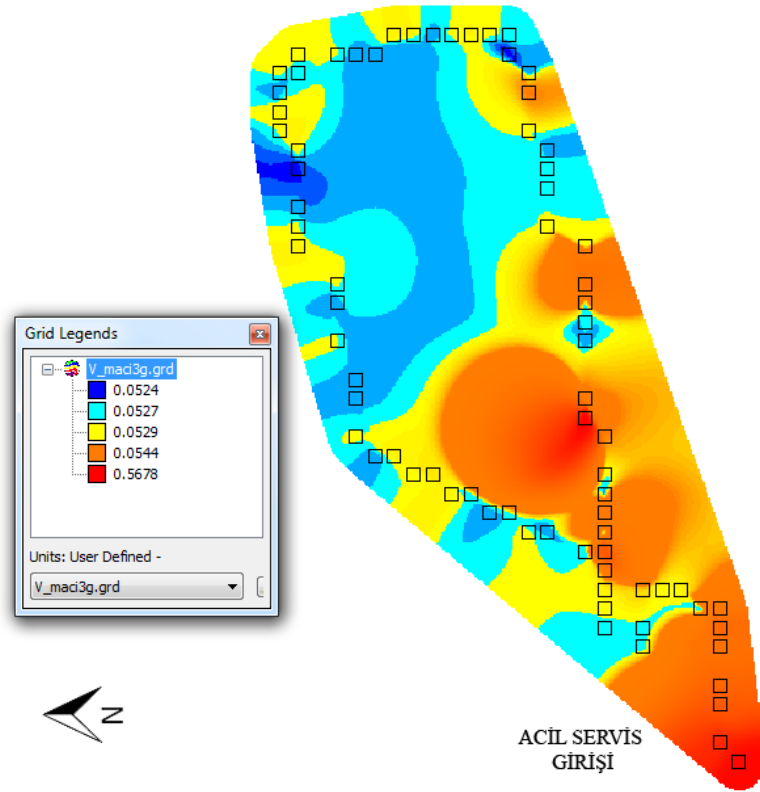 Grid Legends
V_maci3g.grd
0.0524
0.0527
0.0529
0.0544
0.5678
Units: User Defined -
V_maci3g.grd
N
ACİL SERVİS
GİRİŞİ